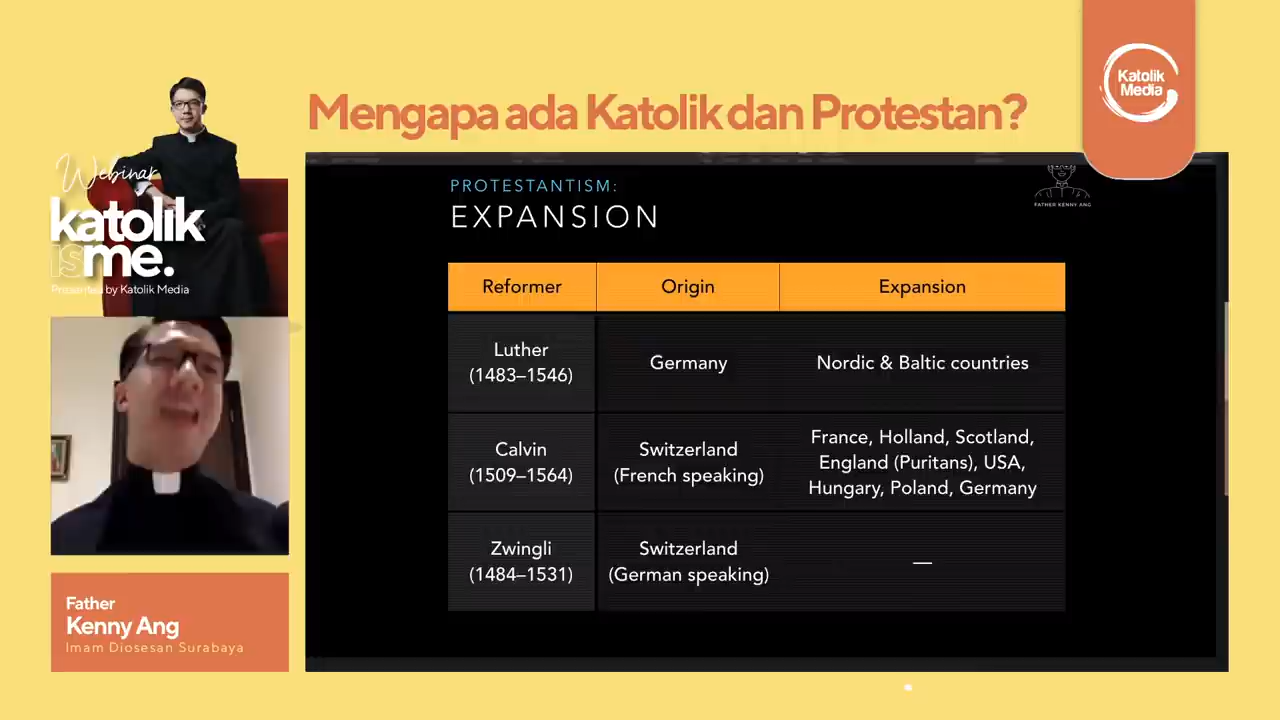 Mengapa ada Katolik dan Protestan?
Katolik
Media
Webinar
katolik
isme.
Presented by Katolik Media
PROTESTANTISM:
EXPANSION
FATHER KENNY ANG
Reformer
Origin
Expansion
Luther
(1483–1546)
Germany
Nordic & Baltic countries
Calvin
(1509–1564)
Switzerland
(French speaking)
France, Holland, Scotland,
England (Puritans), USA,
Hungary, Poland, Germany
Zwingli
(1484–1531)
Switzerland
(German speaking)
—
Father
Kenny Ang
Imam Diosesan Surabaya